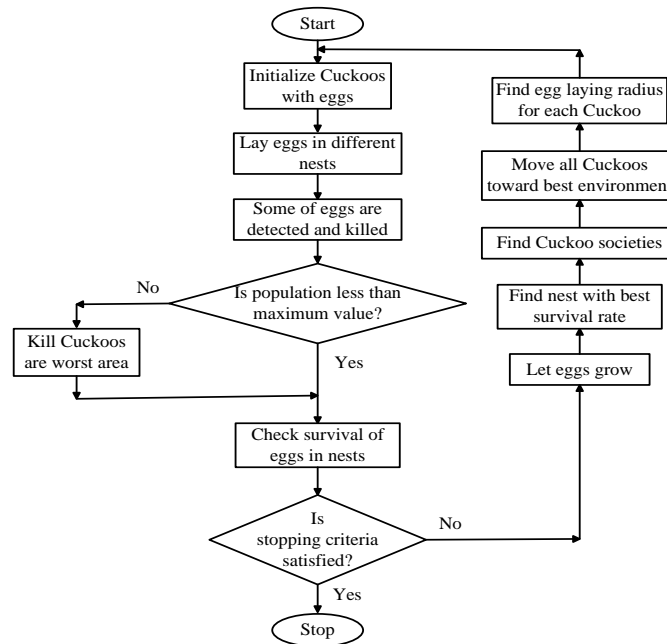 Start
Initialize Cuckoos
with eggs
Lay eggs in different
nests
Some of eggs are
detected and killed
Is population less than
maximum value?
No
Kill Cuckoos
are worst area
Yes
Check survival of
eggs in nests
Is
stopping criteria
satisfied?
No
Yes
Stop
Let eggs grow
Find nest with best
survival rate
Find Cuckoo societies
Move all Cuckoos
toward best environment
Find egg laying radius
for each Cuckoo